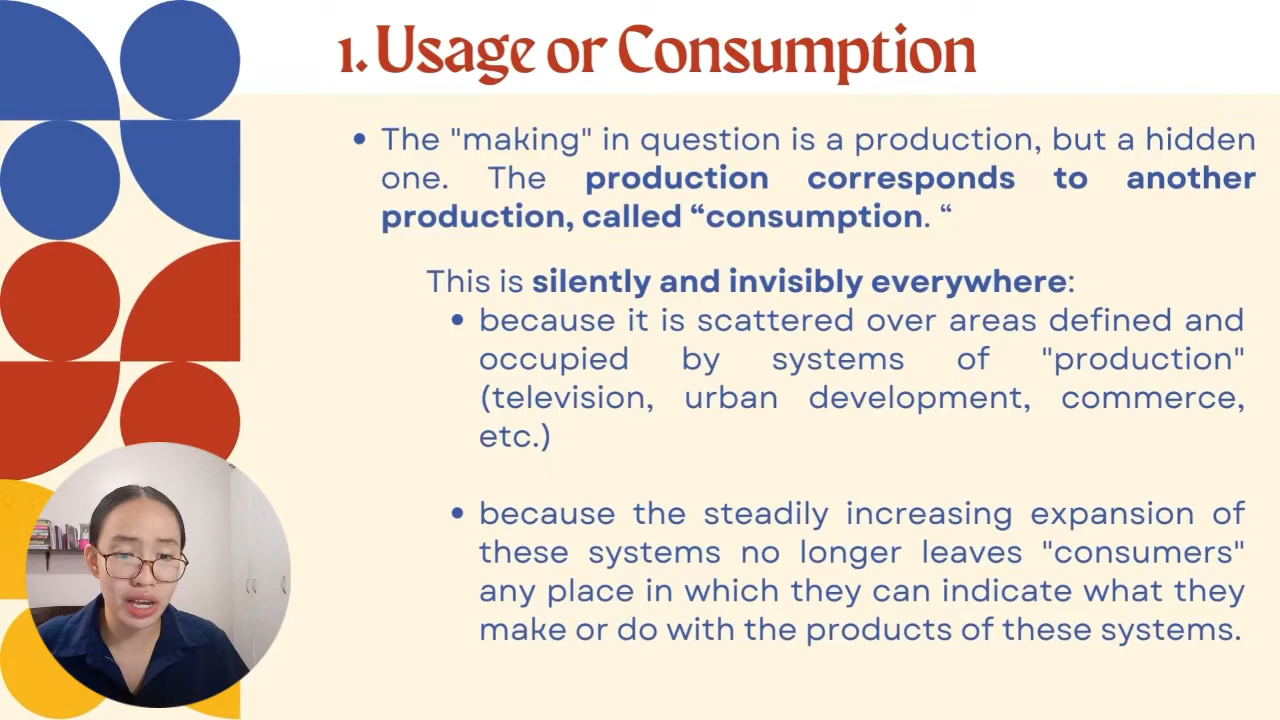 1. Usage or Consumption
• The "making" in question is a production, but a hidden
one. The production corresponds to another
production, called “consumption. “
This is silently and invisibly everywhere:
• because it is scattered over areas defined and
occupied by systems of "production"
(television, urban development, commerce,
etc.)
• because the steadily increasing expansion of
these systems no longer leaves "consumers"
any place in which they can indicate what they
make or do with the products of these systems.